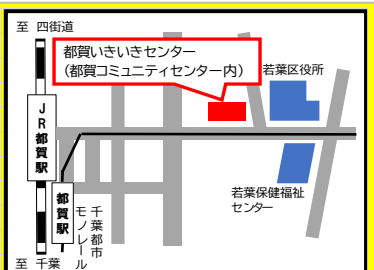 至 四街道
都賀いきいきセンター
（都賀コミュニティセンター内）
若葉区役所
JR都賀駅
都賀駅
千葉都市
モノレール
若葉保健福祉
センター
至 千葉